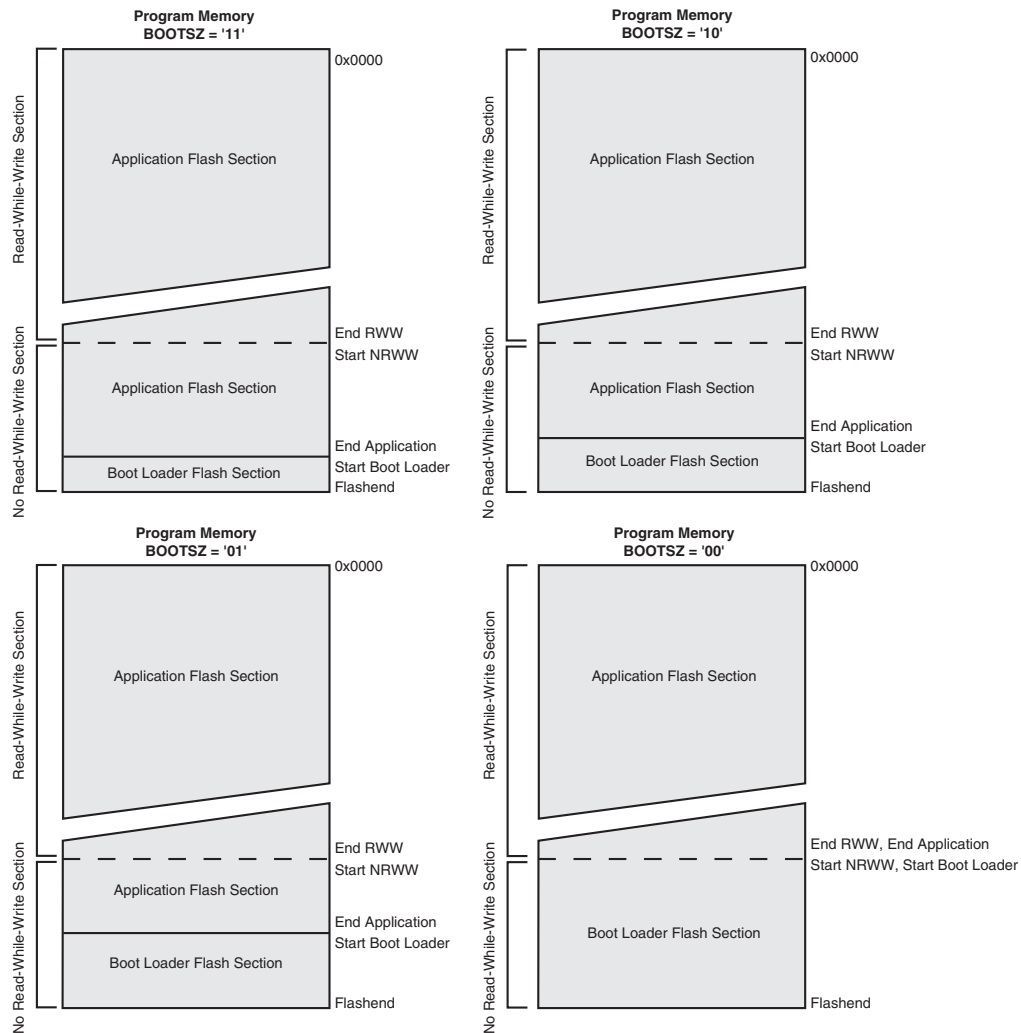 Program Memory
BOOTSZ = '11'
0x0000
Read-While-Write Section
Application Flash Section
End RWW
Start NRWW
No Read-While-Write Section
Application Flash Section
End Application
Start Boot Loader
Boot Loader Flash Section
Flashend
Program Memory
BOOTSZ = '10'
0x0000
Read-While-Write Section
Application Flash Section
End RWW
Start NRWW
No Read-While-Write Section
Application Flash Section
End Application
Start Boot Loader
Boot Loader Flash Section
Flashend
Program Memory
BOOTSZ = '01'
0x0000
Read-While-Write Section
Application Flash Section
End RWW
Start NRWW
No Read-While-Write Section
Application Flash Section
End Application
Start Boot Loader
Boot Loader Flash Section
Flashend
Program Memory
BOOTSZ = '00'
0x0000
Read-While-Write Section
Application Flash Section
End RWW, End Application
Start NRWW, Start Boot Loader
No Read-While-Write Section
Boot Loader Flash Section
Flashend